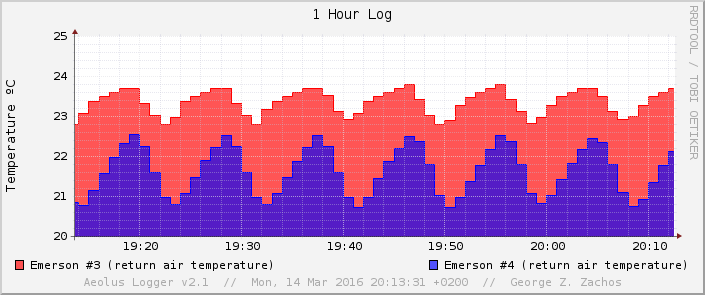 1 Hour Log
RRDTOOL / TOBI OETIKER
Temperature ºC
25
24
23
22
21
20
19:20 19:30 19:40 19:50 20:00 20:10
Emerson #3 (return air temperature) Emerson #4 (return air temperature)
Aeolus Logger v2.1 // Mon, 14 Mar 2016 20:13:31 +0200 // George Z. Zachos